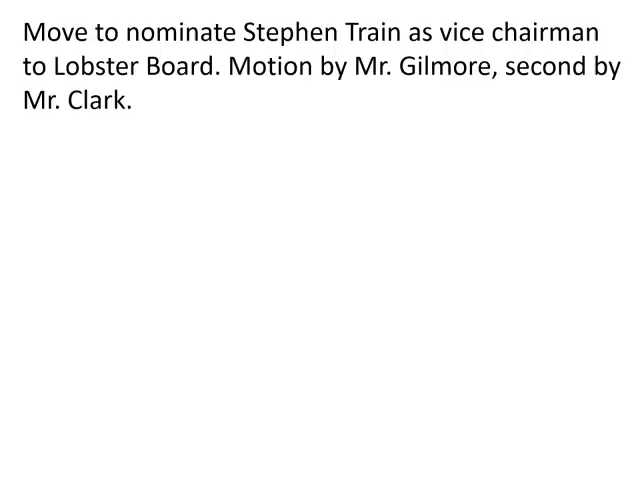 Move to nominate Stephen Train as vice chairman
to Lobster Board. Motion by Mr. Gilmore, second by
Mr. Clark.